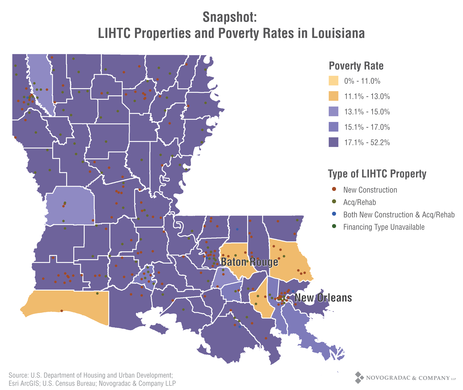 Snapshot:
LIHTC Properties and Poverty Rates in Louisiana
Poverty Rate
0% - 11.0%
11.1% - 13.0%
13.1% - 15.0%
15.1% - 17.0%
17.1% - 52.2%
Type of LIHTC Property
New Construction
Acq/Rehab
Both New Construction & Acq/Rehab
Financing Type Unavailable
Baton Rouge
New Orleans
Source: U.S. Department of Housing and Urban Development;
Esri ArcGIS; U.S. Census Bureau; Novogradac & Company LLP
NOVOGRADAC & COMPANY LLP